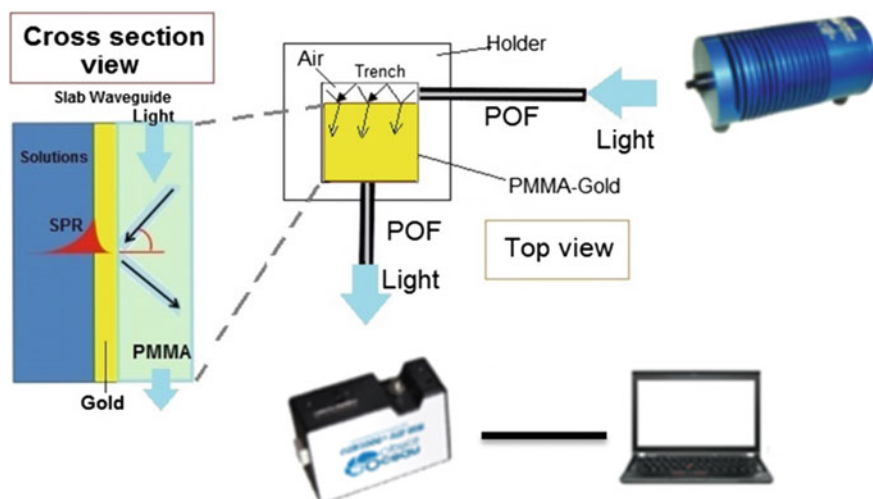 Cross section
view
Slab Waveguide
Light
Solutions
SPR
PMMA
Gold
Holder
Air
Trench
POF
Light
PMMA-Gold
POF
Top view
Light